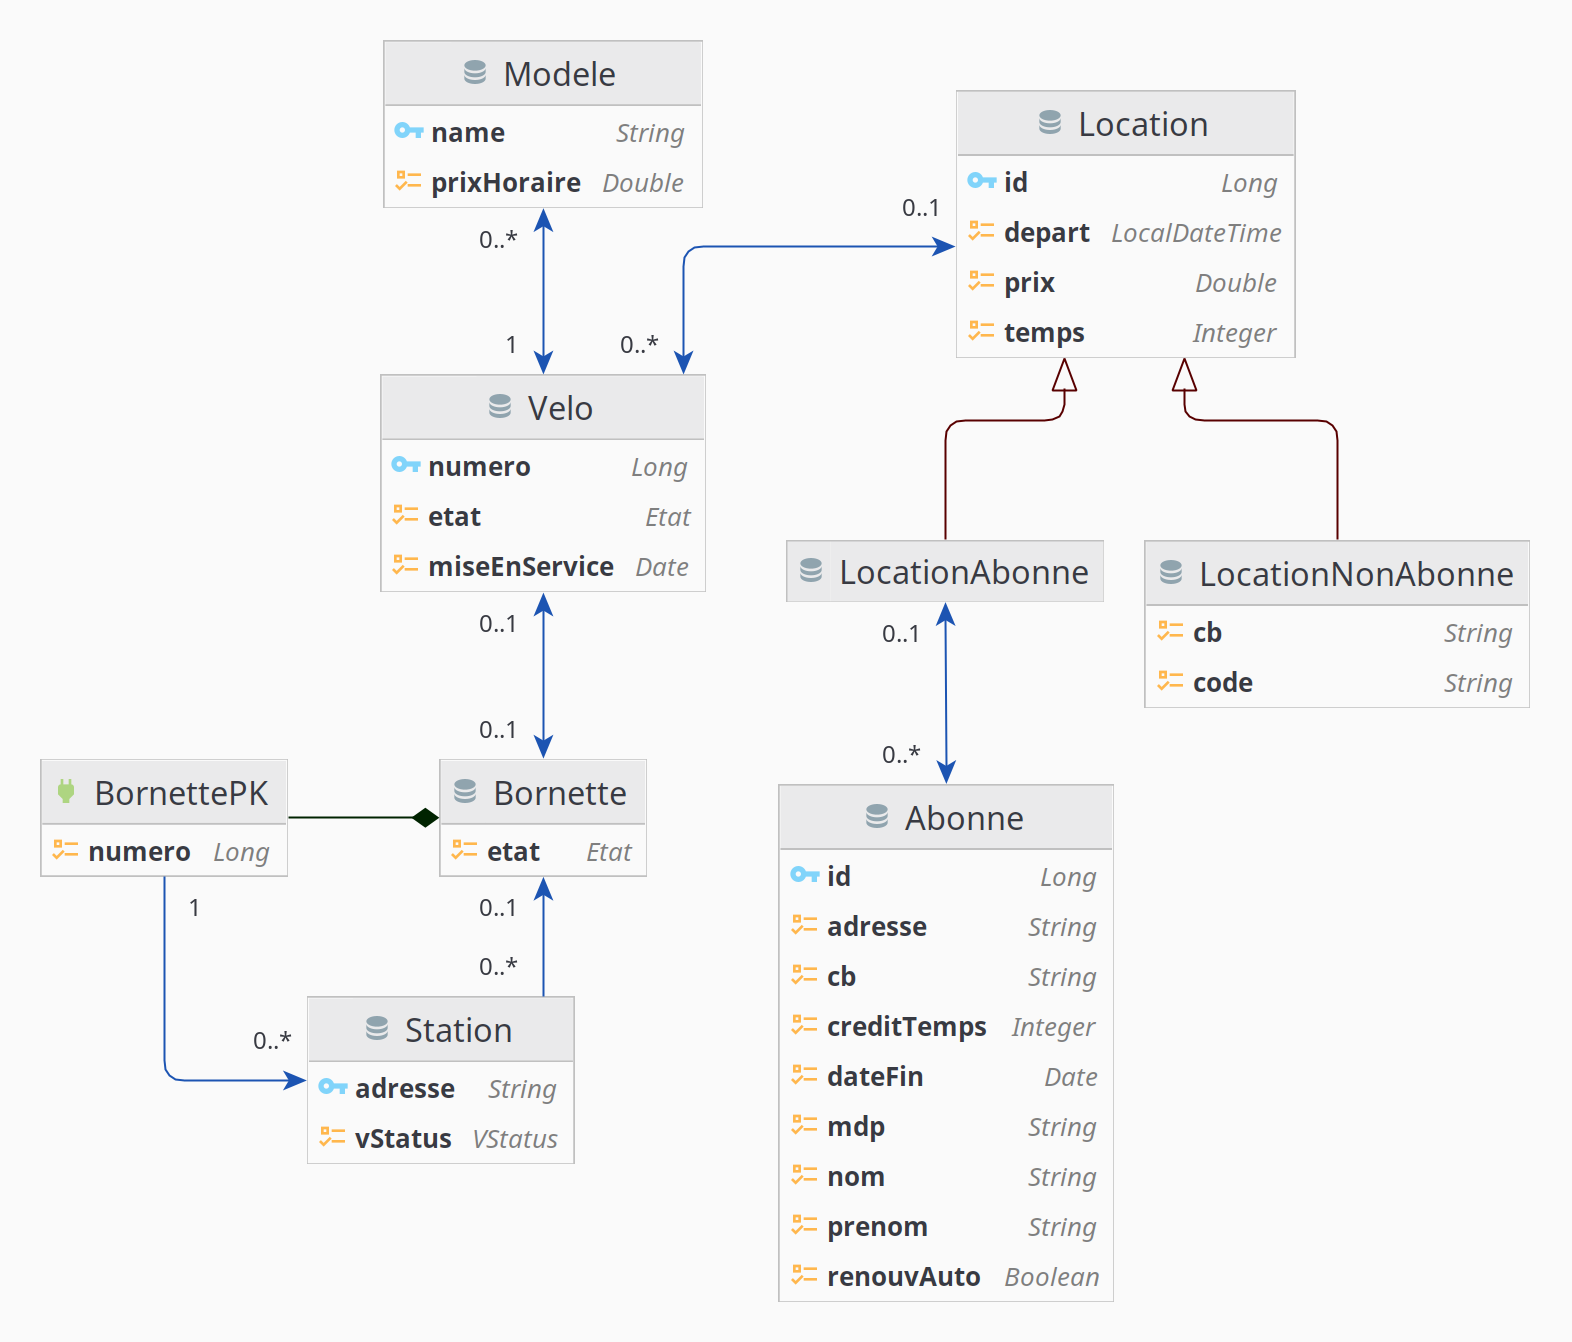 Modele
name String
prixHoraire Double
0..*
1
Location
id Long
depart LocalDateTime
prix Double
temps Integer
0..1
0..*
Velo
numero Long
etat Etat
miseEnService Date
0..1
0..1
LocationAbonne
0..1
0..*
LocationNonAbonne
cb String
code String
BornettePK
numero Long
1
0..*
Bornette
etat Etat
0..1
0..*
Station
adresse String
vStatus VStatus
Abonne
id Long
adresse String
cb String
creditTemps Integer
dateFin Date
mdp String
nom String
prenom String
renouvAuto Boolean